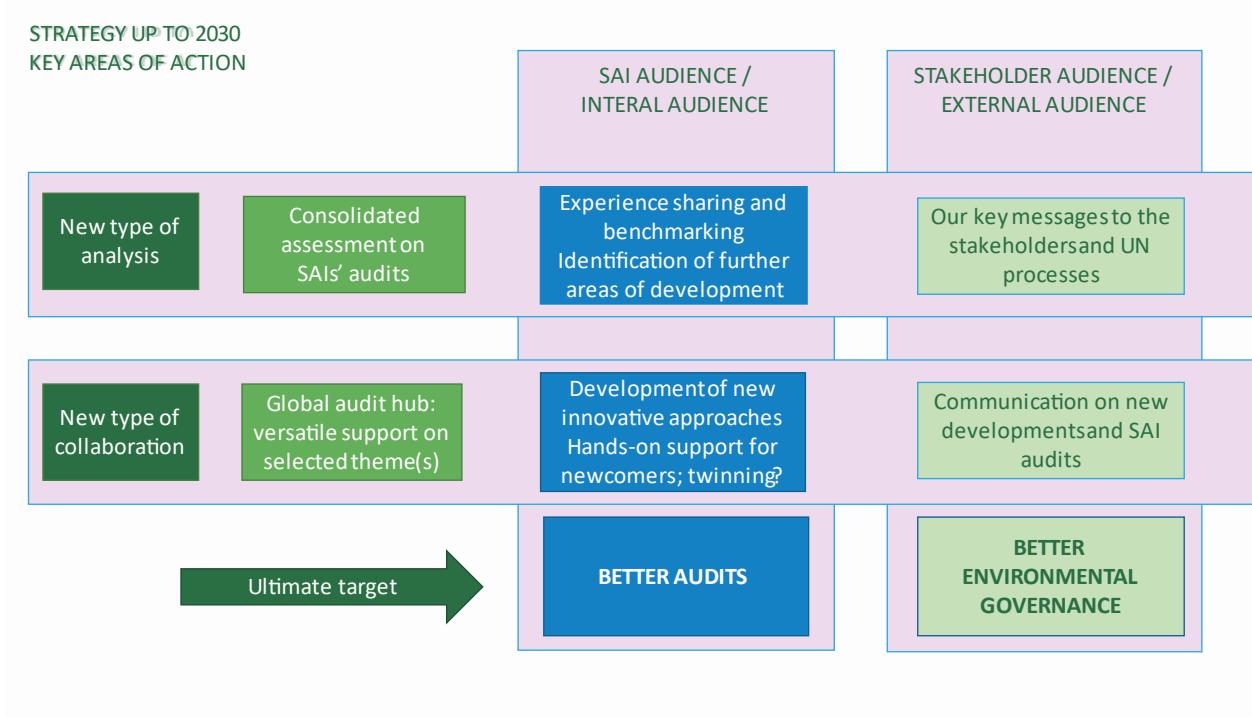 STRATEGY UP TO 2030
KEY AREAS OF ACTION
SAI AUDIENCE /
INTERAL AUDIENCE
STAKEHOLDER AUDIENCE /
EXTERNAL AUDIENCE
New type of
analysis
Consolidated
assessment on
SAIs’ audits
Experience sharing and
benchmarking
Identification of further
areas of development
Our key messages to the
stakeholdersand UN
processes
New type of
collaboration
Global audit hub:
versatile support on
selected theme(s)
Development of new
innovative approaches
Hands-on support for
newcomers; twinning?
Communication on new
developmentsand SAI
audits
Ultimate target
BETTER AUDITS
BETTER
ENVIRONMENTAL
GOVERNANCE